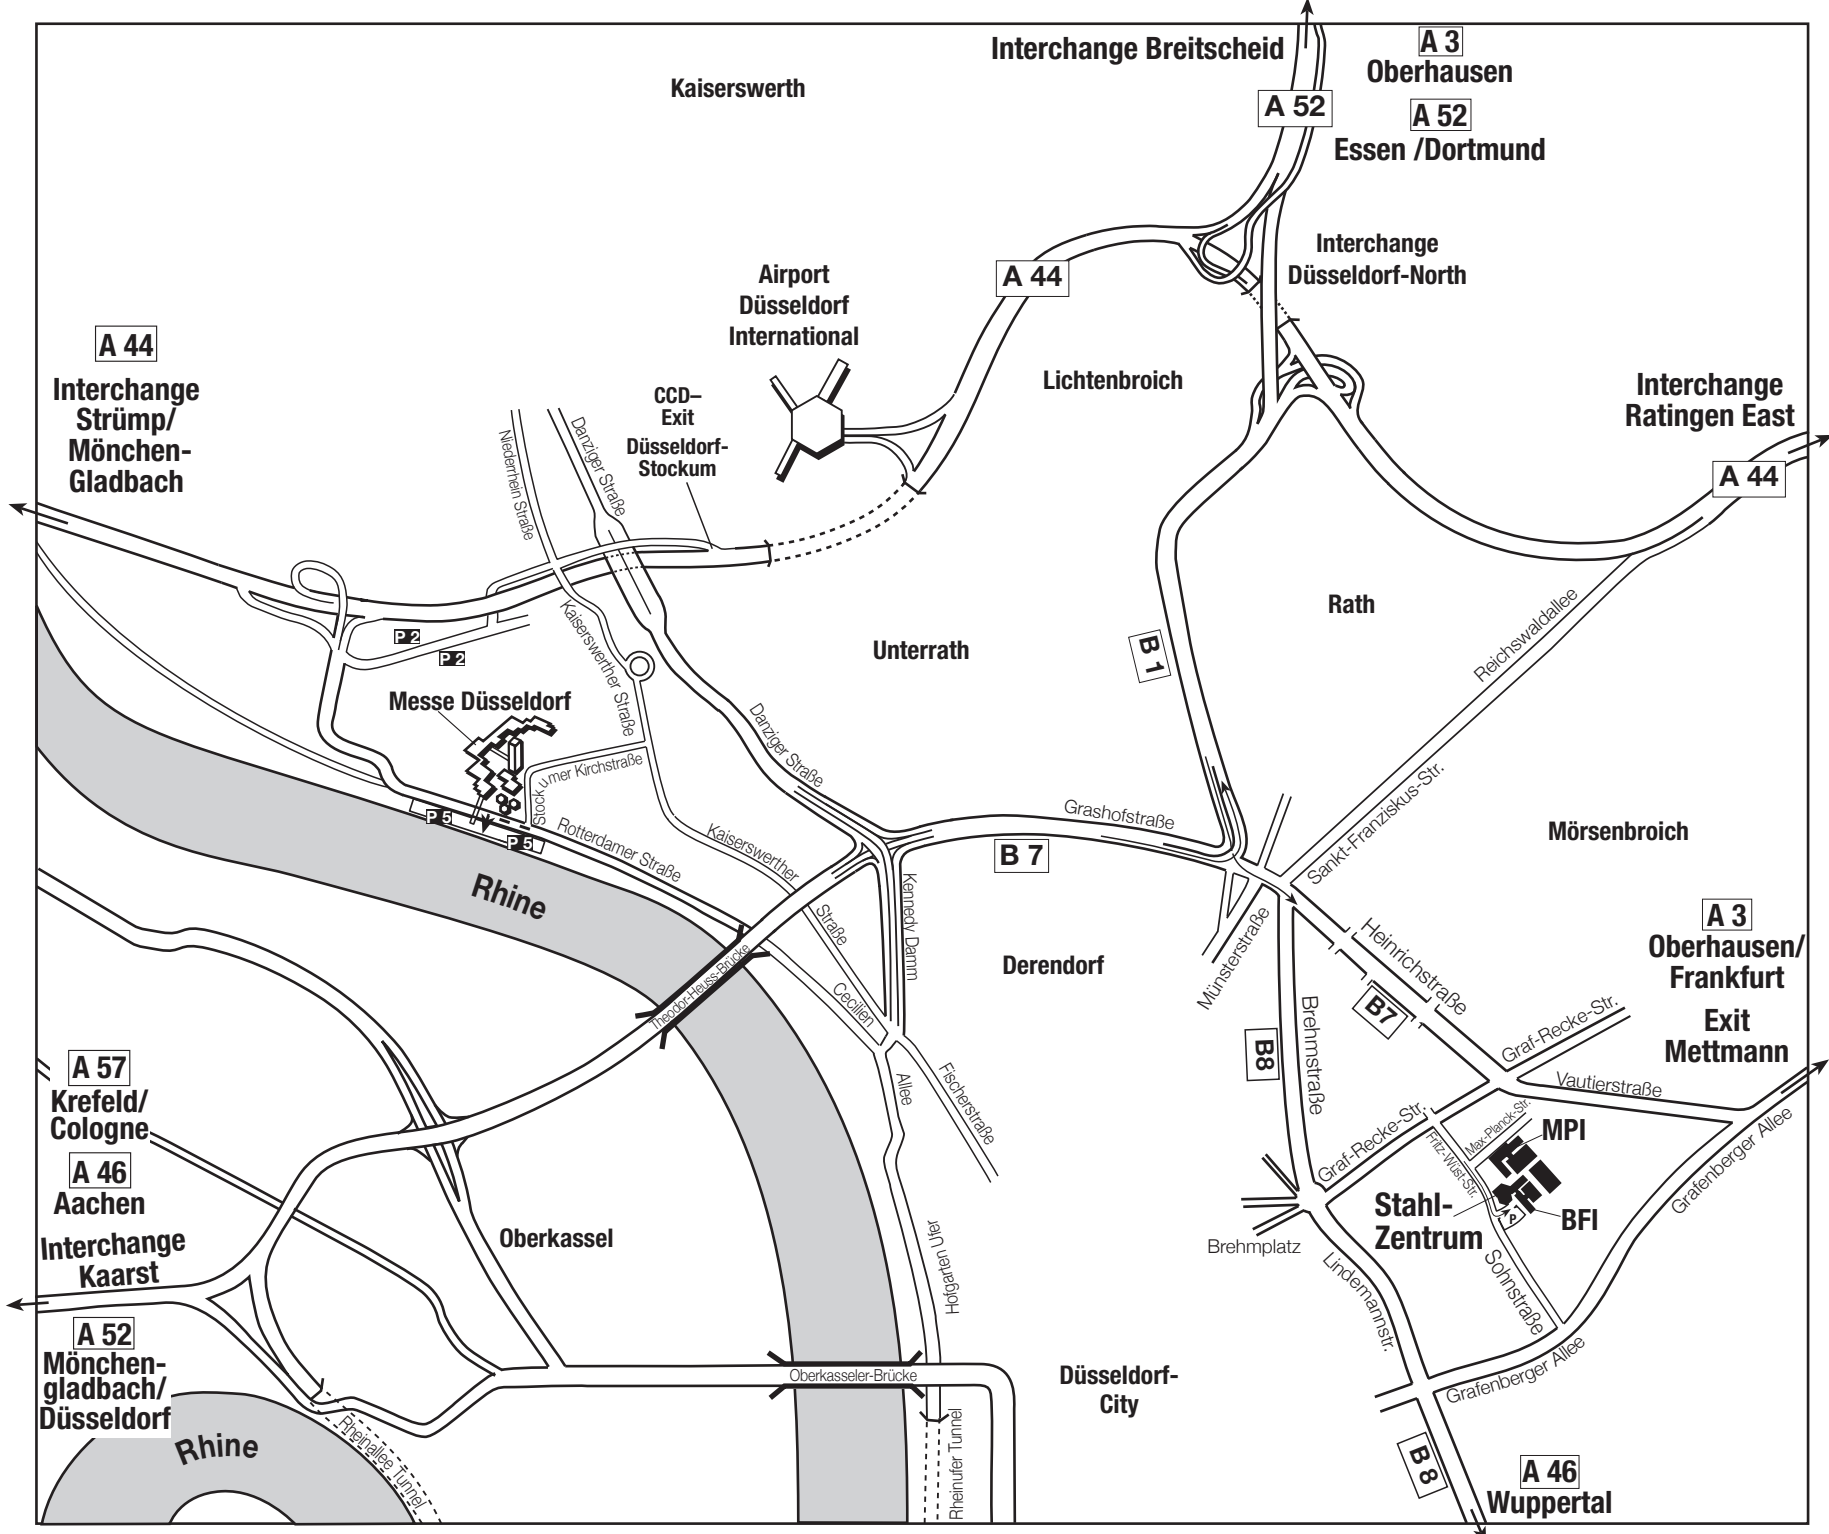 Interchange Breitscheid
A 3
Oberhausen
A 52
A 52
Essen /Dortmund
Kaiserswerth
Interchange
Düsseldorf-North
A 44
Airport
Düsseldorf
International
A 44
Interchange
Strümp/
Mönchen-
Gladbach
CCD–
Exit
Düsseldorf-
Stockum
Lichtenbroich
Interchange
Ratingen East
A 44
Niederrhein Straße
Danziger Straße
Rath
Reichswaldallee
B 1
Unterrath
P 2
P 2
Kaiserswerther Straße
Messe Düsseldorf
Danziger Straße
Stockumer Kirchstraße
P 5
P 5
Rotterdamer Straße
Kaiserswerther
Straße
Grashofstraße
B 7
Sankt-Franziskus-Str.
Mörsenbroich
Rhine
Kennedy Damm
Münsterstraße
Heinrichstraße
A 3
Oberhausen/
Frankfurt
Exit
Mettmann
Derendorf
Theodor-Heuss-Brücke
Cecilien
Allee
Fischerstraße
B7
B8
Brehmstraße
Graf-Recke-Str.
Vautierstraße
Graf-Recke-Str.
Max-Planck-Str.
Fritz-Wüst-Str.
MPI
Grafenberger Allee
Stahl-
Zentrum
P
BFI
A 57
Krefeld/
Cologne
A 46
Aachen
Interchange
Kaarst
A 52
Mönchen-
gladbach/
Düsseldorf
Oberkassel
Hofgarten Ufer
Brehmplatz
Lindemannstr.
Sohnstraße
Grafenberger Allee
Oberkasseler-Brücke
Düsseldorf-
City
Rhine
Rheinallee Tunnel
Rheinufer Tunnel
B 8
A 46
Wuppertal